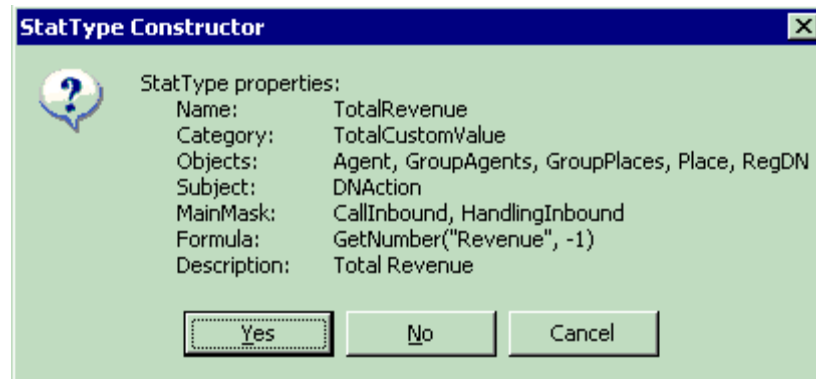 StatType Constructor
StatType properties:
Name: TotalRevenue
Category: TotalCustomValue
Objects: Agent, GroupAgents, GroupPlaces, Place, RegDN
Subject: DNAction
MainMask: CallInbound, HandlingInbound
Formula: GetNumber("Revenue", -1)
Description: Total Revenue
Yes No Cancel